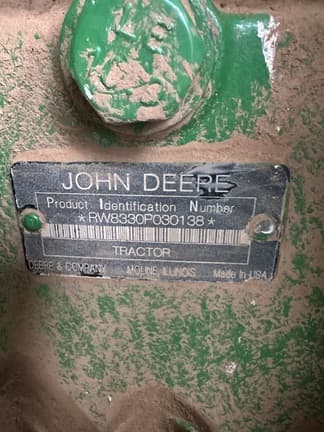 JOHN DEERE
Product Identification Number
*RW8330P030138*
TRACTOR
DEERE & COMPANY MOLINE, ILLINOIS Made In USA